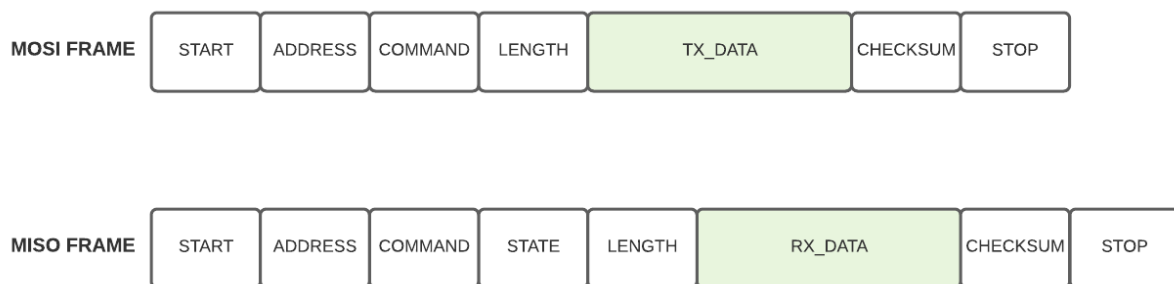 MOSI FRAME START ADDRESS COMMAND LENGTH TX_DATA CHECKSUM STOP
MISO FRAME START ADDRESS COMMAND STATE LENGTH RX_DATA CHECKSUM STOP